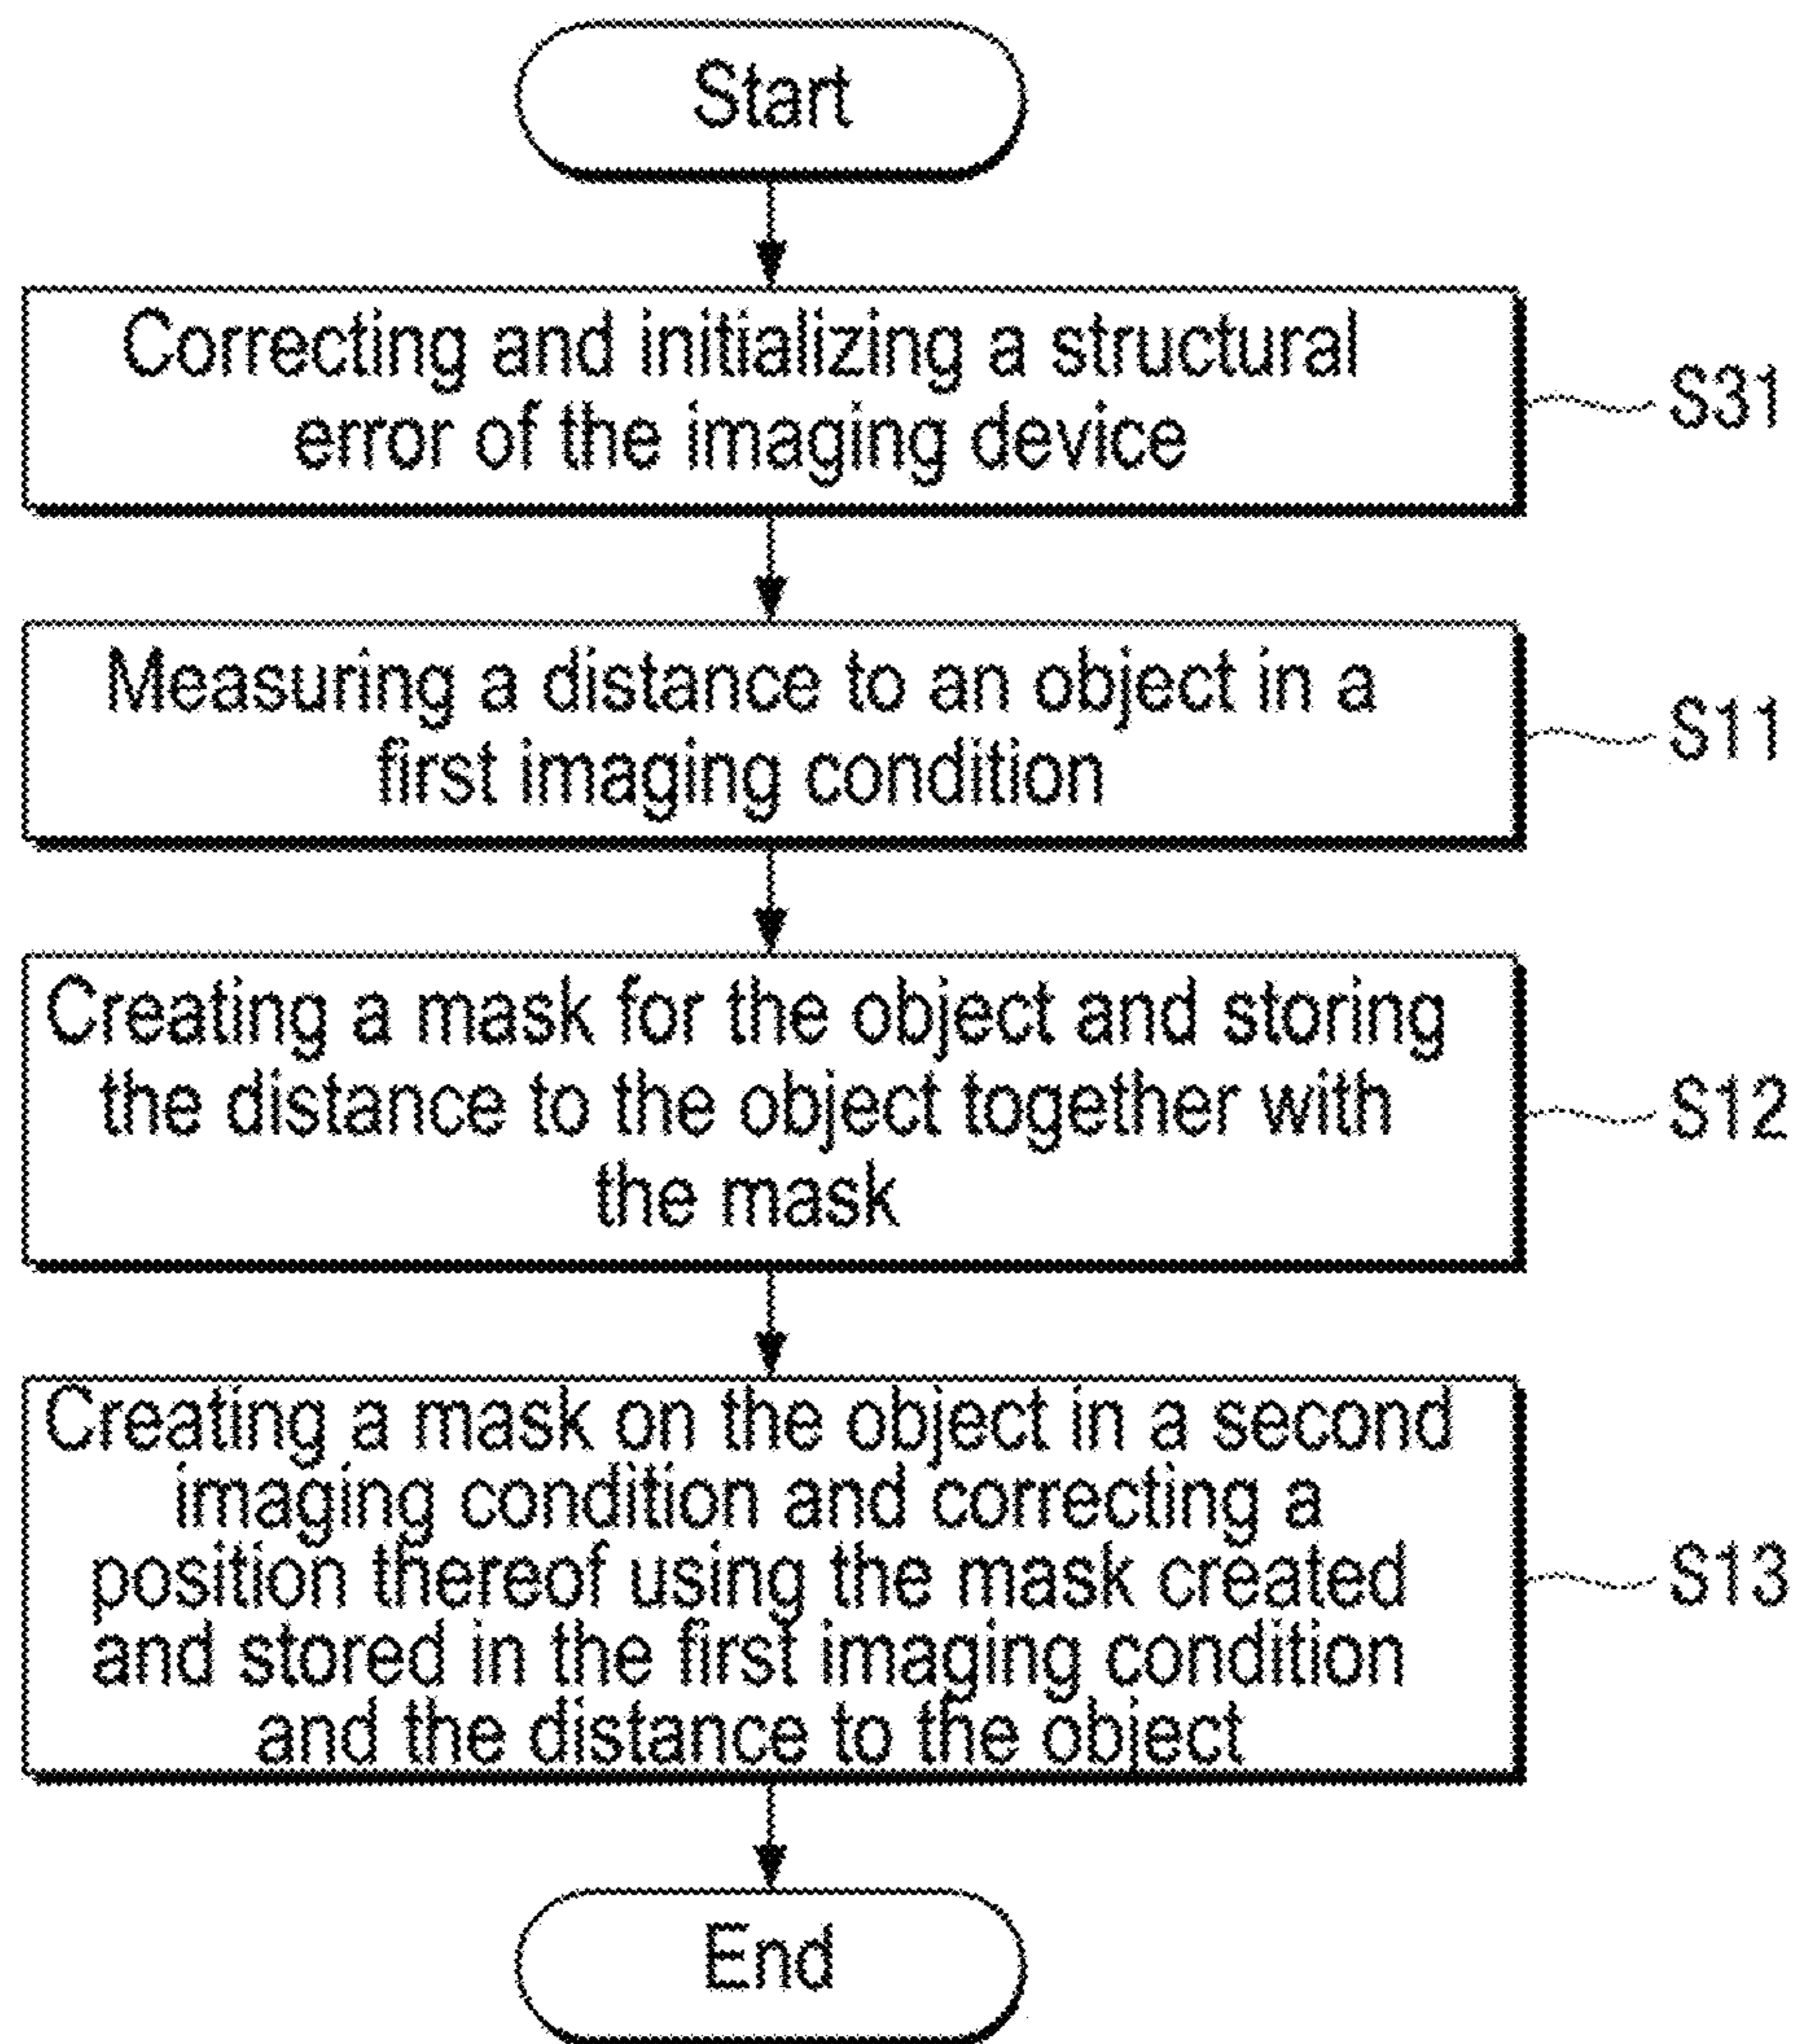 Start
Correcting and initializing a structural
error of the imaging device
S31
Measuring a distance to an object in a
first imaging condition
S11
Creating a mask for the object and storing
the distance to the object together with
the mask
S12
Creating a mask on the object in a second
imaging condition and correcting a
position thereof using the mask created
and stored in the first imaging condition
and the distance to the object
S13
End